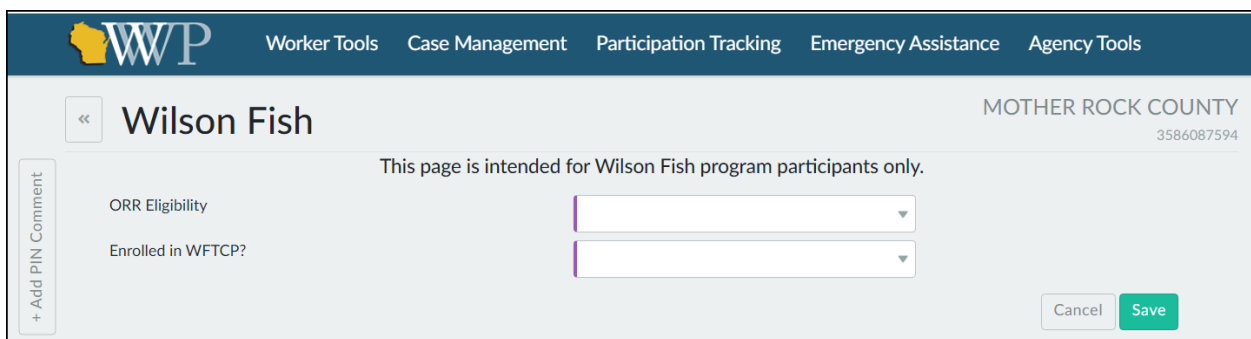 WWP Worker Tools Case Management Participation Tracking Emergency Assistance Agency Tools
« Wilson Fish MOTHER ROCK COUNTY
3586087594
This page is intended for Wilson Fish program participants only.
+ Add PIN Comment
ORR Eligibility
Enrolled in WFTCP?
Cancel Save